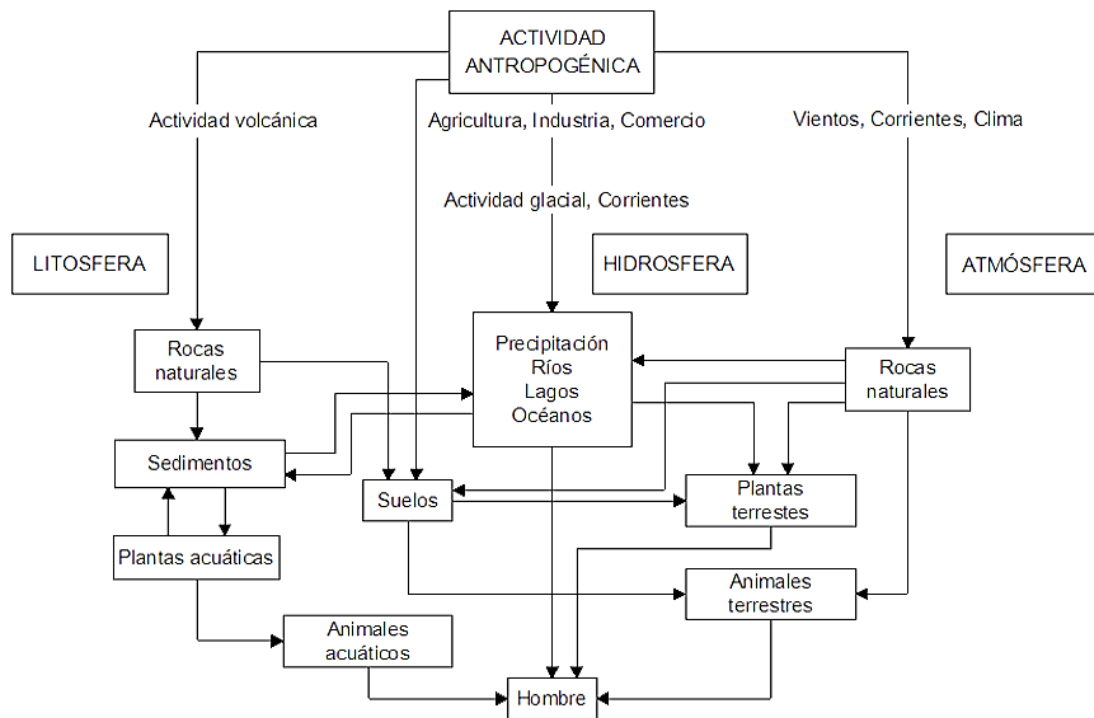 ACTIVIDAD
ANTROPOGÉNICA
Actividad volcánica
Agricultura, Industria, Comercio
Vientos, Corrientes, Clima
Actividad glacial, Corrientes
LITOSFERA
HIDROSFERA
ATMÓSFERA
Rocas
naturales
Precipitación
Ríos
Lagos
Océanos
Rocas
naturales
Sedimentos
Suelos
Plantas
terrestes
Plantas acuáticas
Animales
terrestres
Animales
acuáticos
Hombre